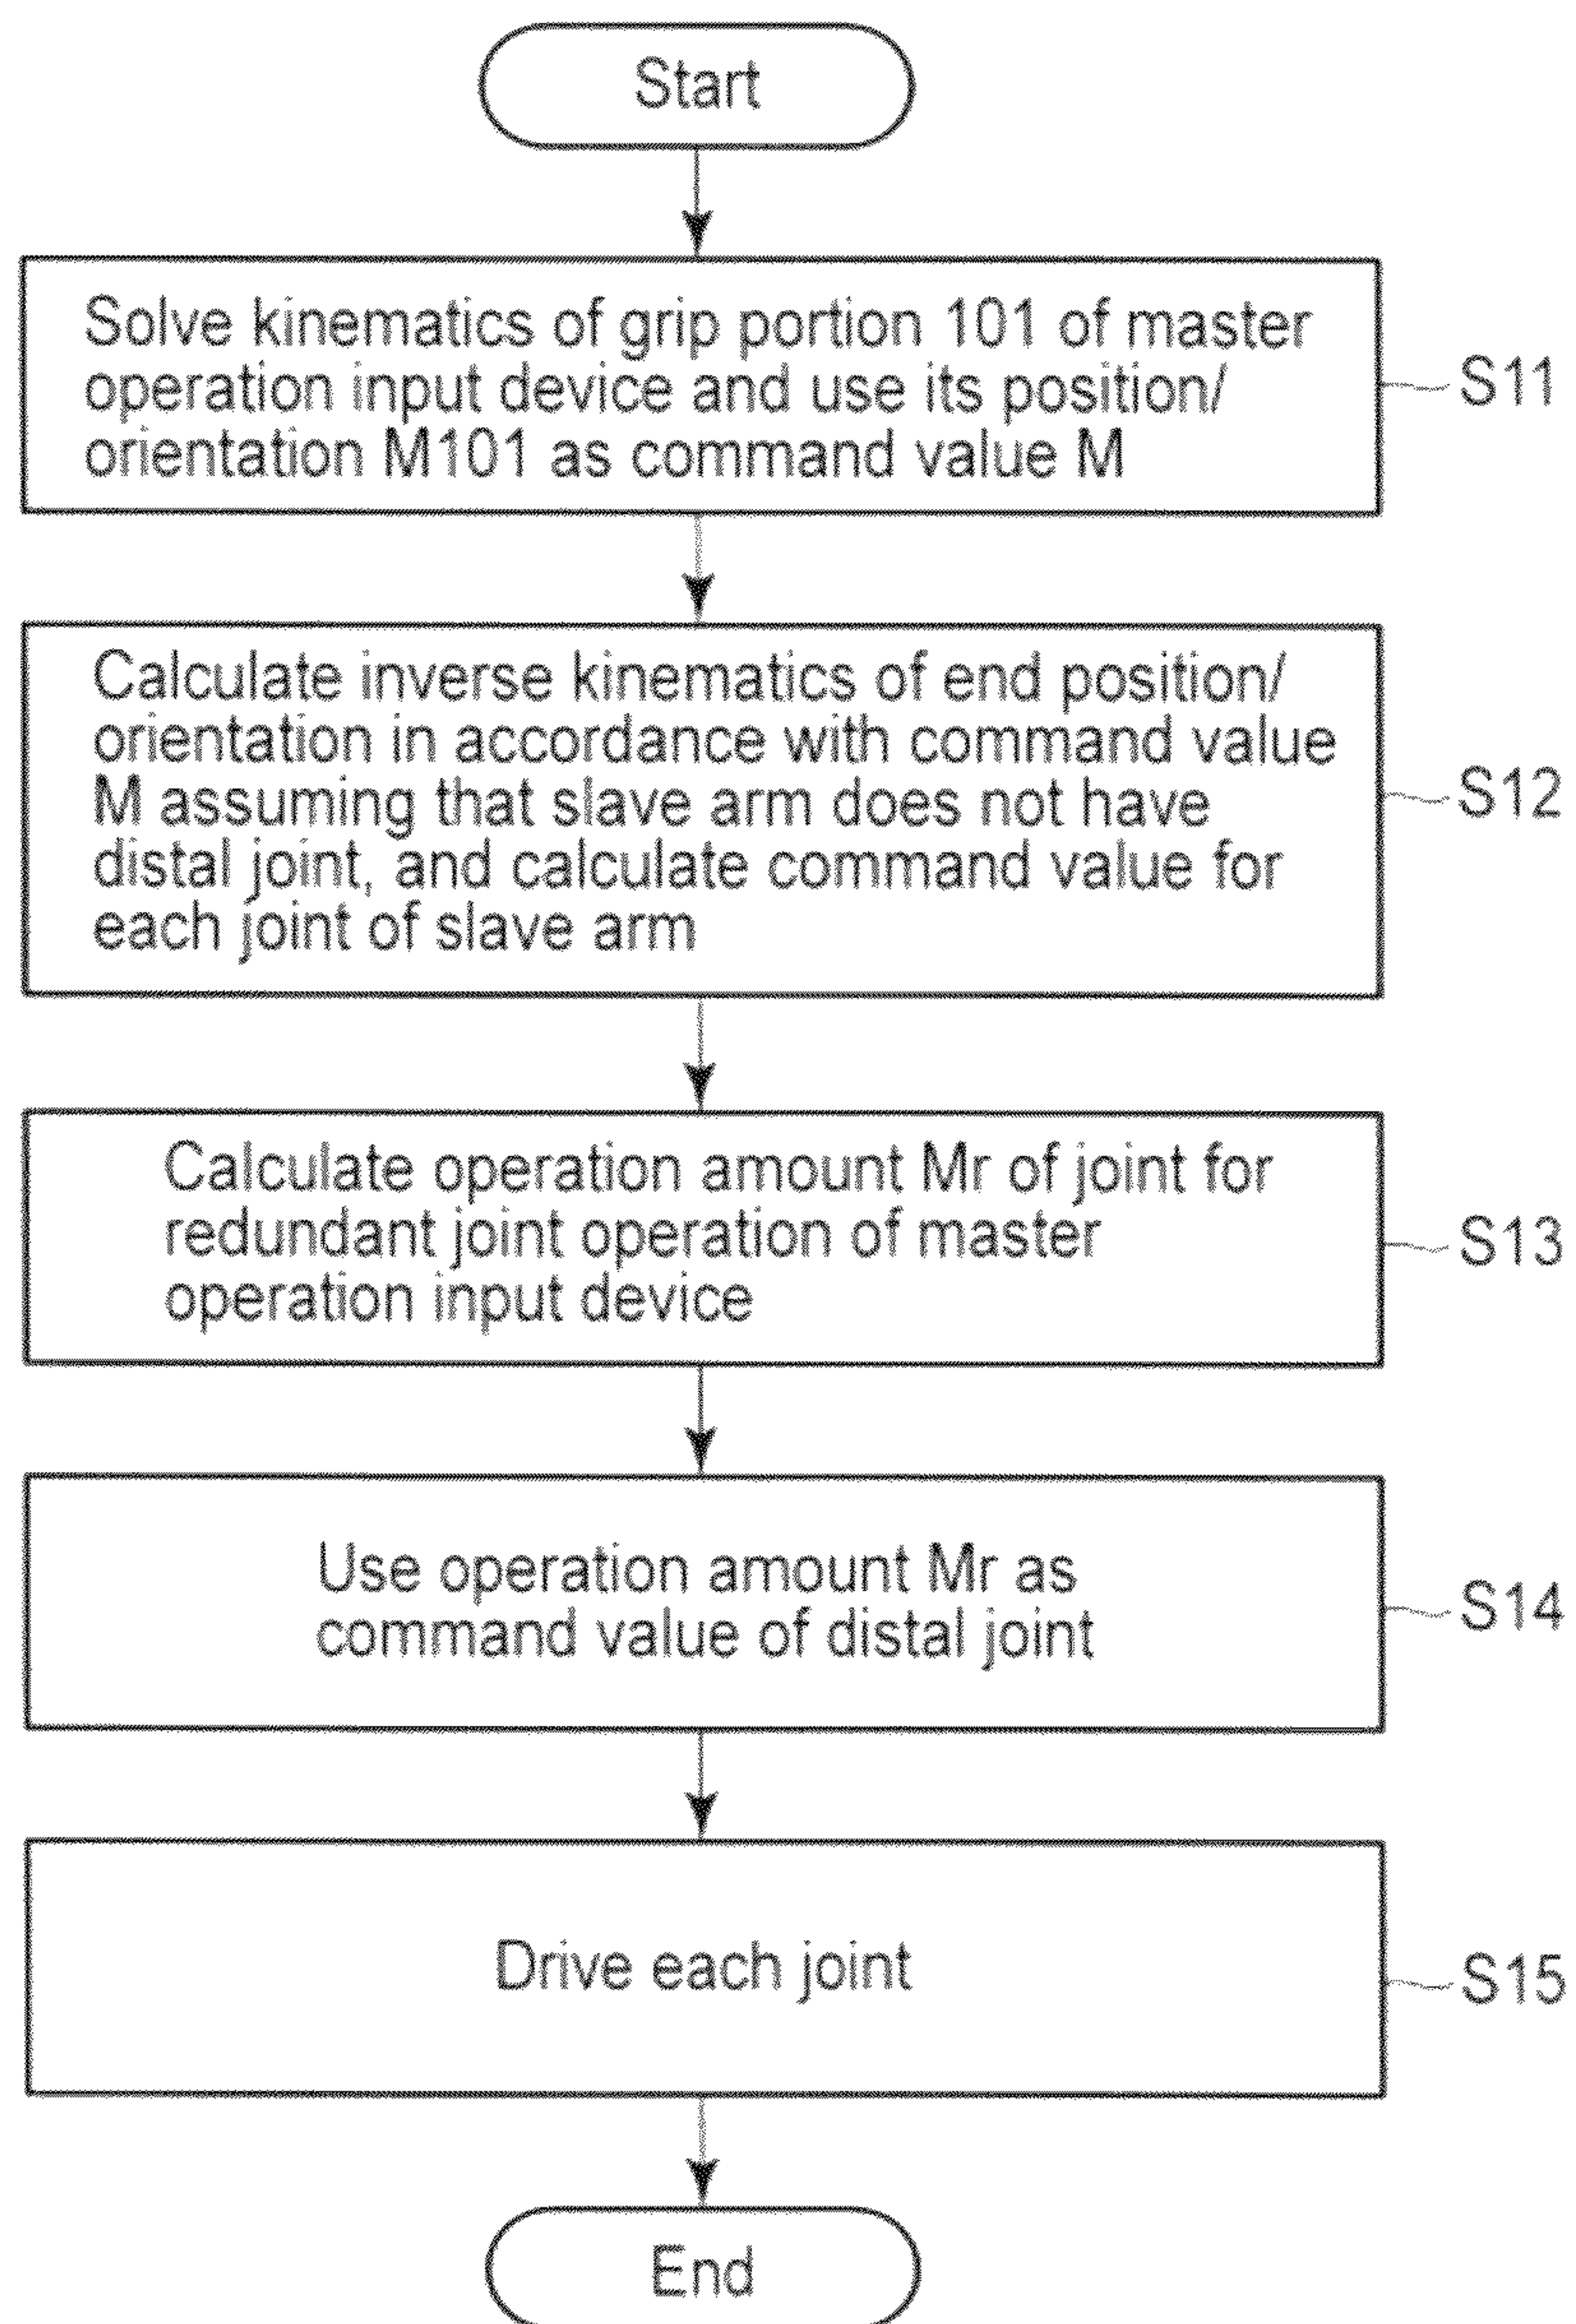 Start
Solve kinematics of grip portion 101 of master
operation input device and use its position/
orientation M101 as command value M
S11
Calculate inverse kinematics of end position/
orientation in accordance with command value
M assuming that slave arm does not have
distal joint, and calculate command value for
each joint of slave arm
S12
Calculate operation amount Mr of joint for
redundant joint operation of master
operation input device
S13
Use operation amount Mr as
command value of distal joint
S14
Drive each joint
S15
End